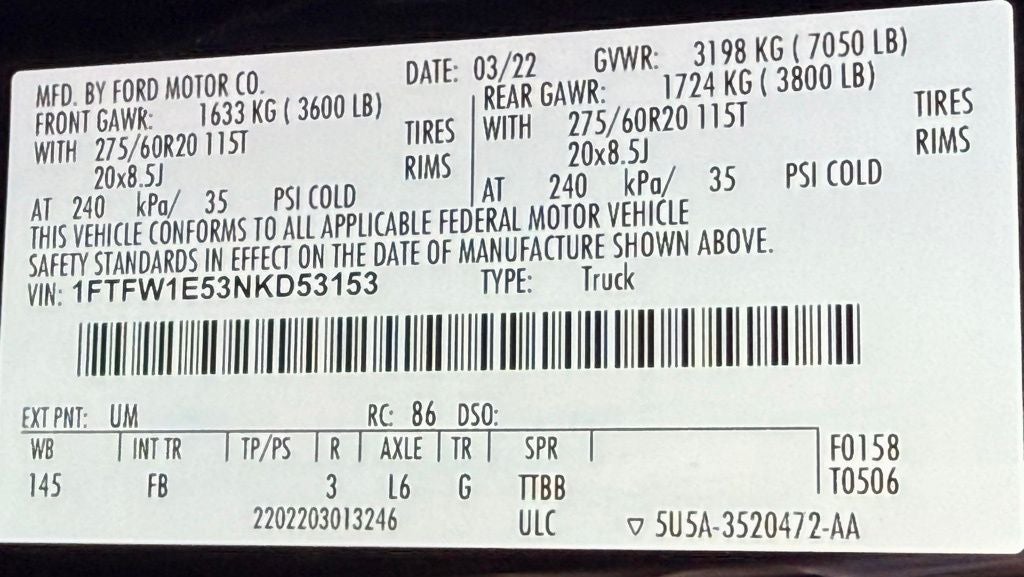 MFD. BY FORD MOTOR CO. DATE: 03/22 GVWR: 3198 KG ( 7050 LB)
FRONT GAWR: 1633 KG ( 3600 LB) REAR GAWR: 1724 KG ( 3800 LB)
WITH 275/60R20 115T TIRES WITH 275/60R20 115T TIRES
20x8.5J RIMS 20x8.5J RIMS
AT 240 kPa/ 35 PSI COLD AT 240 kPa/ 35 PSI COLD
THIS VEHICLE CONFORMS TO ALL APPLICABLE FEDERAL MOTOR VEHICLE
SAFETY STANDARDS IN EFFECT ON THE DATE OF MANUFACTURE SHOWN ABOVE.
VIN: 1FTFW1E53NKD53153 TYPE: Truck
EXT PNT: UM RC: 86 DSO:
WB INT TR TP/PS R AXLE TR SPR F0158
145 FB 3 L6 G TTBB T0506
2202203013246 ULC ▽ 5U5A-3520472-AA